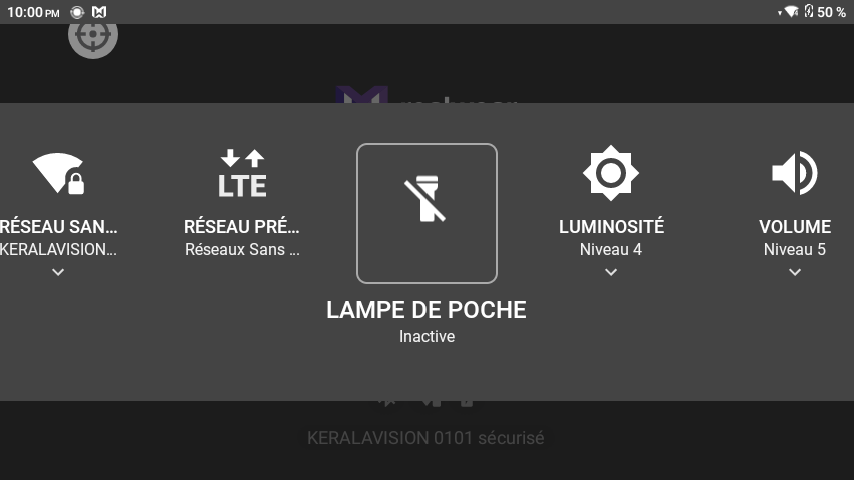 10:00 PM
50 %
RÉSEAU SAN...
KERALAVISION...
RÉSEAU PRÉ...
Réseaux Sans ...
LTE
LAMPE DE POCHE
Inactive
LUMINOSITÉ
Niveau 4
VOLUME
Niveau 5
KERALAVISION 0101 sécurisé